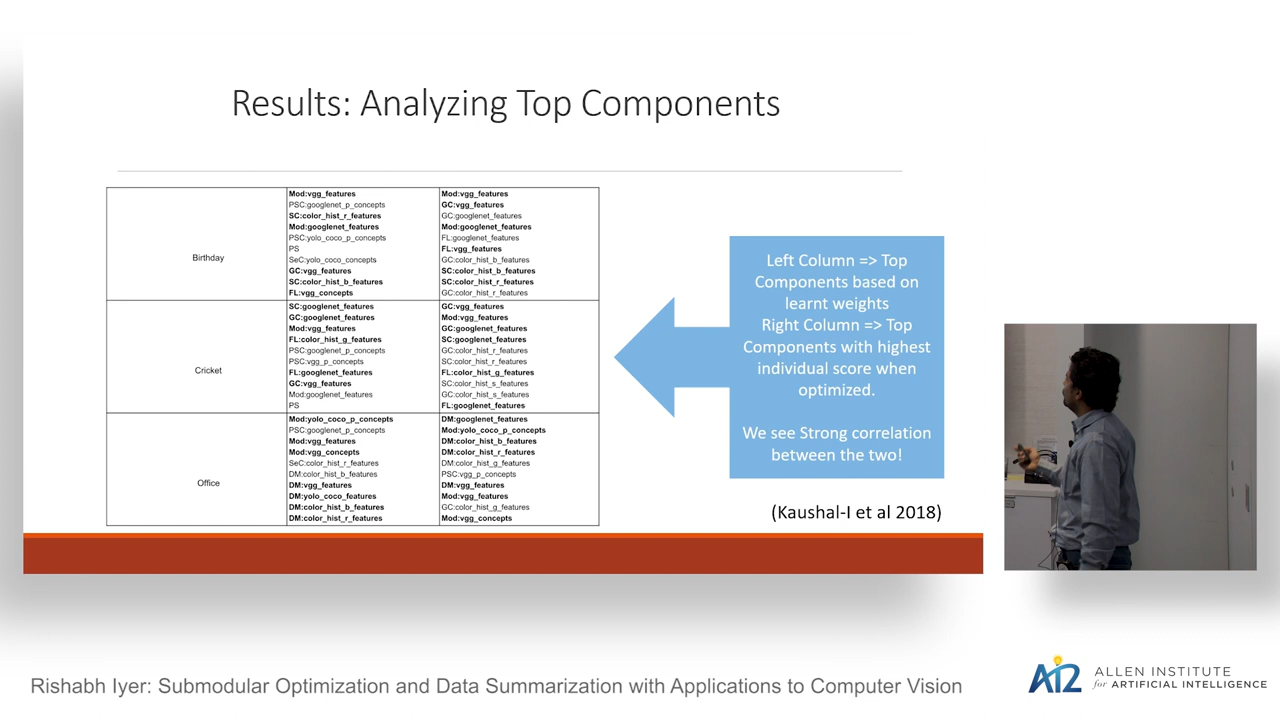 Results: Analyzing Top Components
Birthday
Mod:vgg_features
PSC:googlenet_p_concepts
SC:color_hist_r_features
Mod:googlenet_features
PSC:yolo_coco_p_concepts
PS
SeC:yolo_coco_concepts
GC:vgg_features
SC:color_hist_b_features
FL:vgg_concepts
Mod:vgg_features
GC:vgg_features
GC:googlenet_features
Mod:googlenet_features
FL:googlenet_features
FL:vgg_features
GC:color_hist_b_features
SC:color_hist_b_features
SC:color_hist_r_features
GC:color_hist_r_features
Cricket
SC:googlenet_features
GC:googlenet_features
Mod:vgg_features
FL:color_hist_g_features
PSC:googlenet_p_concepts
PSC:vgg_p_concepts
FL:googlenet_features
GC:vgg_features
Mod:googlenet_features
PS
GC:vgg_features
Mod:vgg_features
GC:googlenet_features
SC:googlenet_features
GC:color_hist_r_features
SC:color_hist_r_features
FL:color_hist_g_features
SC:color_hist_s_features
GC:color_hist_s_features
FL:googlenet_features
Office
Mod:yolo_coco_p_concepts
PSC:googlenet_p_concepts
Mod:vgg_features
Mod:vgg_concepts
SeC:color_hist_r_features
DM:color_hist_b_features
DM:vgg_features
DM:yolo_coco_features
DM:color_hist_b_features
DM:color_hist_r_features
DM:googlenet_features
Mod:yolo_coco_p_concepts
DM:color_hist_b_features
DM:color_hist_r_features
DM:color_hist_g_features
PSC:vgg_p_concepts
DM:vgg_features
Mod:vgg_features
GC:color_hist_g_features
Mod:vgg_concepts
Left Column => Top
Components based on
learnt weights
Right Column => Top
Components with highest
individual score when
optimized.
We see Strong correlation
between the two!
(Kaushal-I et al 2018)
Rishabh Iyer: Submodular Optimization and Data Summarization with Applications to Computer Vision
AI2
ALLEN INSTITUTE
for ARTIFICIAL INTELLIGENCE